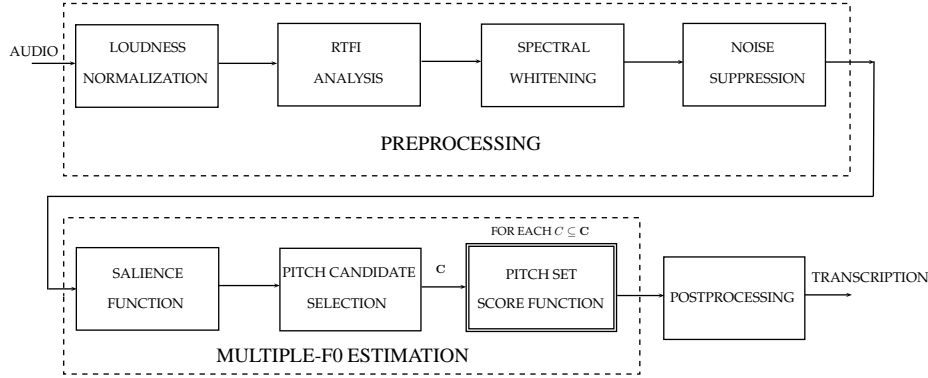 AUDIO
LOUDNESS
NORMALIZATION
RTFI
ANALYSIS
SPECTRAL
WHITENING
NOISE
SUPPRESSION
PREPROCESSING
SALIENCE
FUNCTION
PITCH CANDIDATE
SELECTION
C
FOR EACH C ⊆ C
PITCH SET
SCORE FUNCTION
POSTPROCESSING
TRANSCRIPTION
MULTIPLE-F0 ESTIMATION